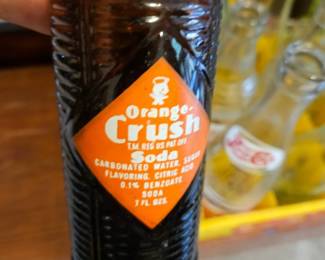 Orange-
Crush
T.M. REG US PAT OFF
Soda
CARBONATED WATER, SUGAR
FLAVORING, CITRIC ACID
0.1% BENZOATE
SODA
7 FL OZS.